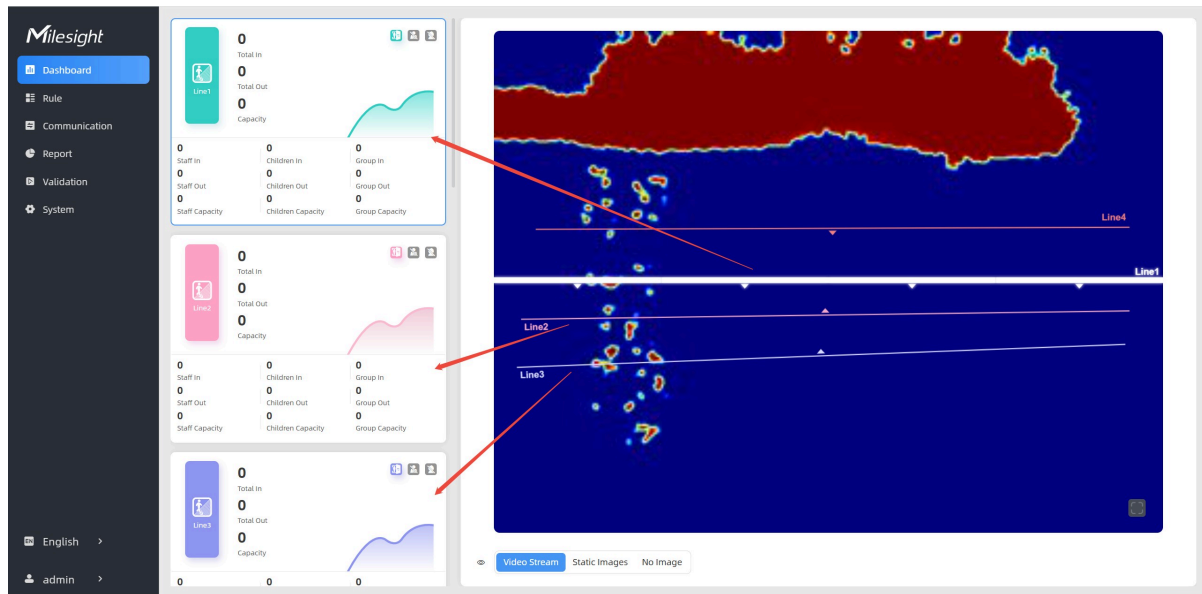 Milesight
Dashboard
Rule
Communication
Report
Validation
System
EN English
admin
Line1
0
Total In
0
Total Out
0
Capacity
0 0 0
Staff In Children In Group In
0 0 0
Staff Out Children Out Group Out
0 0 0
Staff Capacity Children Capacity Group Capacity
Line2
0
Total In
0
Total Out
0
Capacity
0 0 0
Staff In Children In Group In
0 0 0
Staff Out Children Out Group Out
0 0 0
Staff Capacity Children Capacity Group Capacity
Line3
0
Total In
0
Total Out
0
Capacity
0 0 0
Line4
Line1
Line2
Line3
Video Stream Static Images No Image